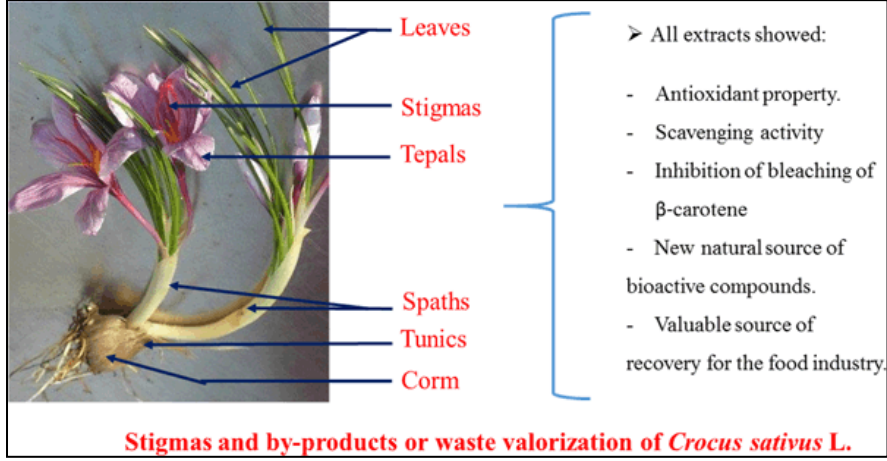 Leaves
Stigmas
Tepals
Spaths
Tunics
Corm
➤ All extracts showed:
- Antioxidant property.
- Scavenging activity
- Inhibition of bleaching of
β-carotene
- New natural source of
bioactive compounds.
- Valuable source of
recovery for the food industry.
Stigmas and by-products or waste valorization of Crocus sativus L.